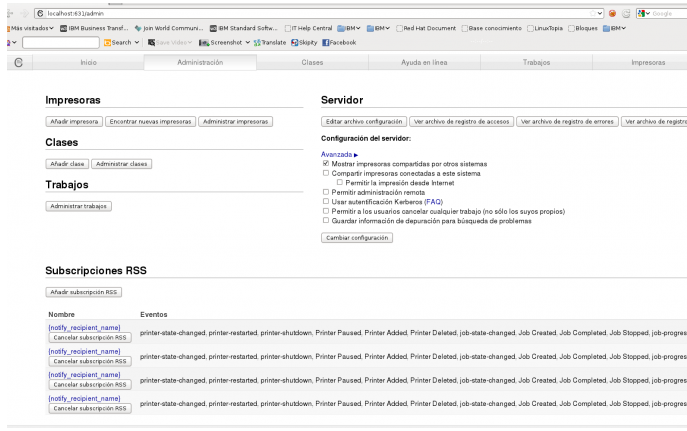 localhost:631/admin
Google
Más visitados IBM Business Transf... Join World Communi... IBM Standard Softw... IT Help Central IBM IBM Red Hat Document Base conocimiento LinuxTopia Bloques IBM
Search Save Video Screenshot Translate Skipity Facebook
Inicio Administración Clases Ayuda en línea Trabajos Impresoras
Impresoras
Añadir impresora Encontrar nuevas impresoras Administrar impresoras
Clases
Añadir clase Administrar clases
Trabajos
Administrar trabajos
Servidor
Editar archivo configuración Ver archivo de registro de accesos Ver archivo de registro de errores Ver archivo de registro
Configuración del servidor:
Avanzada ▸
Mostrar impresoras compartidas por otros sistemas
Compartir impresoras conectadas a este sistema
Permitir la impresión desde Internet
Permitir administración remota
Usar autentificación Kerberos (FAQ)
Permitir a los usuarios cancelar cualquier trabajo (no sólo los suyos propios)
Guardar información de depuración para búsqueda de problemas
Cambiar configuración
Subscripciones RSS
Añadir subscripción RSS
Nombre Eventos
{notify_recipient_name}
Cancelar subscripción RSS
printer-state-changed, printer-restarted, printer-shutdown, Printer Paused, Printer Added, Printer Deleted, job-state-changed, Job Created, Job Completed, Job Stopped, job-progres
{notify_recipient_name}
Cancelar subscripción RSS
printer-state-changed, printer-restarted, printer-shutdown, Printer Paused, Printer Added, Printer Deleted, job-state-changed, Job Created, Job Completed, Job Stopped, job-progres
{notify_recipient_name}
Cancelar subscripción RSS
printer-state-changed, printer-restarted, printer-shutdown, Printer Paused, Printer Added, Printer Deleted, job-state-changed, Job Created, Job Completed, Job Stopped, job-progres
{notify_recipient_name}
Cancelar subscripción RSS
printer-state-changed, printer-restarted, printer-shutdown, Printer Paused, Printer Added, Printer Deleted, job-state-changed, Job Created, Job Completed, Job Stopped, job-progres